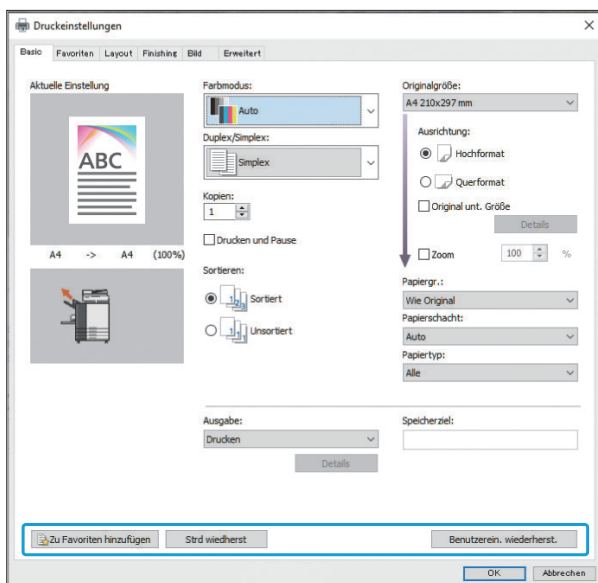 Druckeinstellungen
Basic Favoriten Layout Finishing Bild Erweitert
Aktuelle Einstellung
ABC
A4 -> A4 (100%)
Farbmodus:
Auto
Duplex/Simplex:
Simplex
Kopien:
1
Drucken und Pause
Sortieren:
Sortiert
Unsortiert
Originalgröße:
A4 210x297 mm
Ausrichtung:
Hochformat
Querformat
Original unt. Größe
Details
Zoom 100 %
Papiergr.:
Wie Original
Papierschacht:
Auto
Papiertyp:
Alle
Ausgabe:
Drucken
Details
Speicherziel:
Zu Favoriten hinzufügen Strd wiedherst Benutzerein. wiederherst.
OK Abbrechen